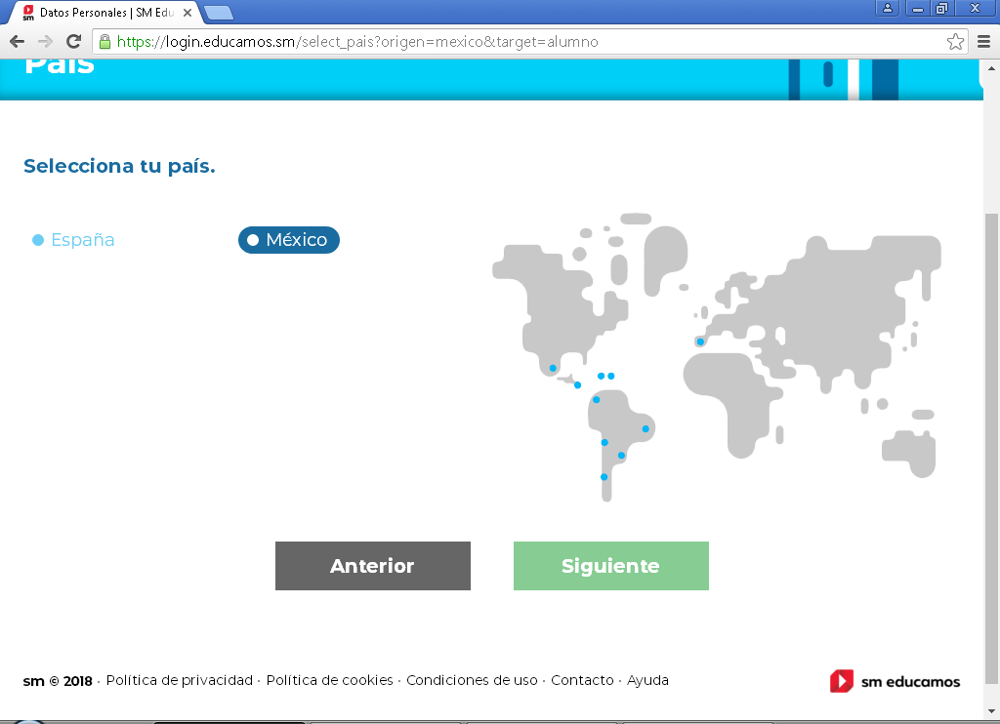 Datos Personales | SM Edu
https://login.educamos.sm/select_pais?origen=mexico&target=alumno
País
Selecciona tu país.
España México
Anterior Siguiente
sm © 2018 · Política de privacidad · Política de cookies · Condiciones de uso · Contacto · Ayuda
sm educamos